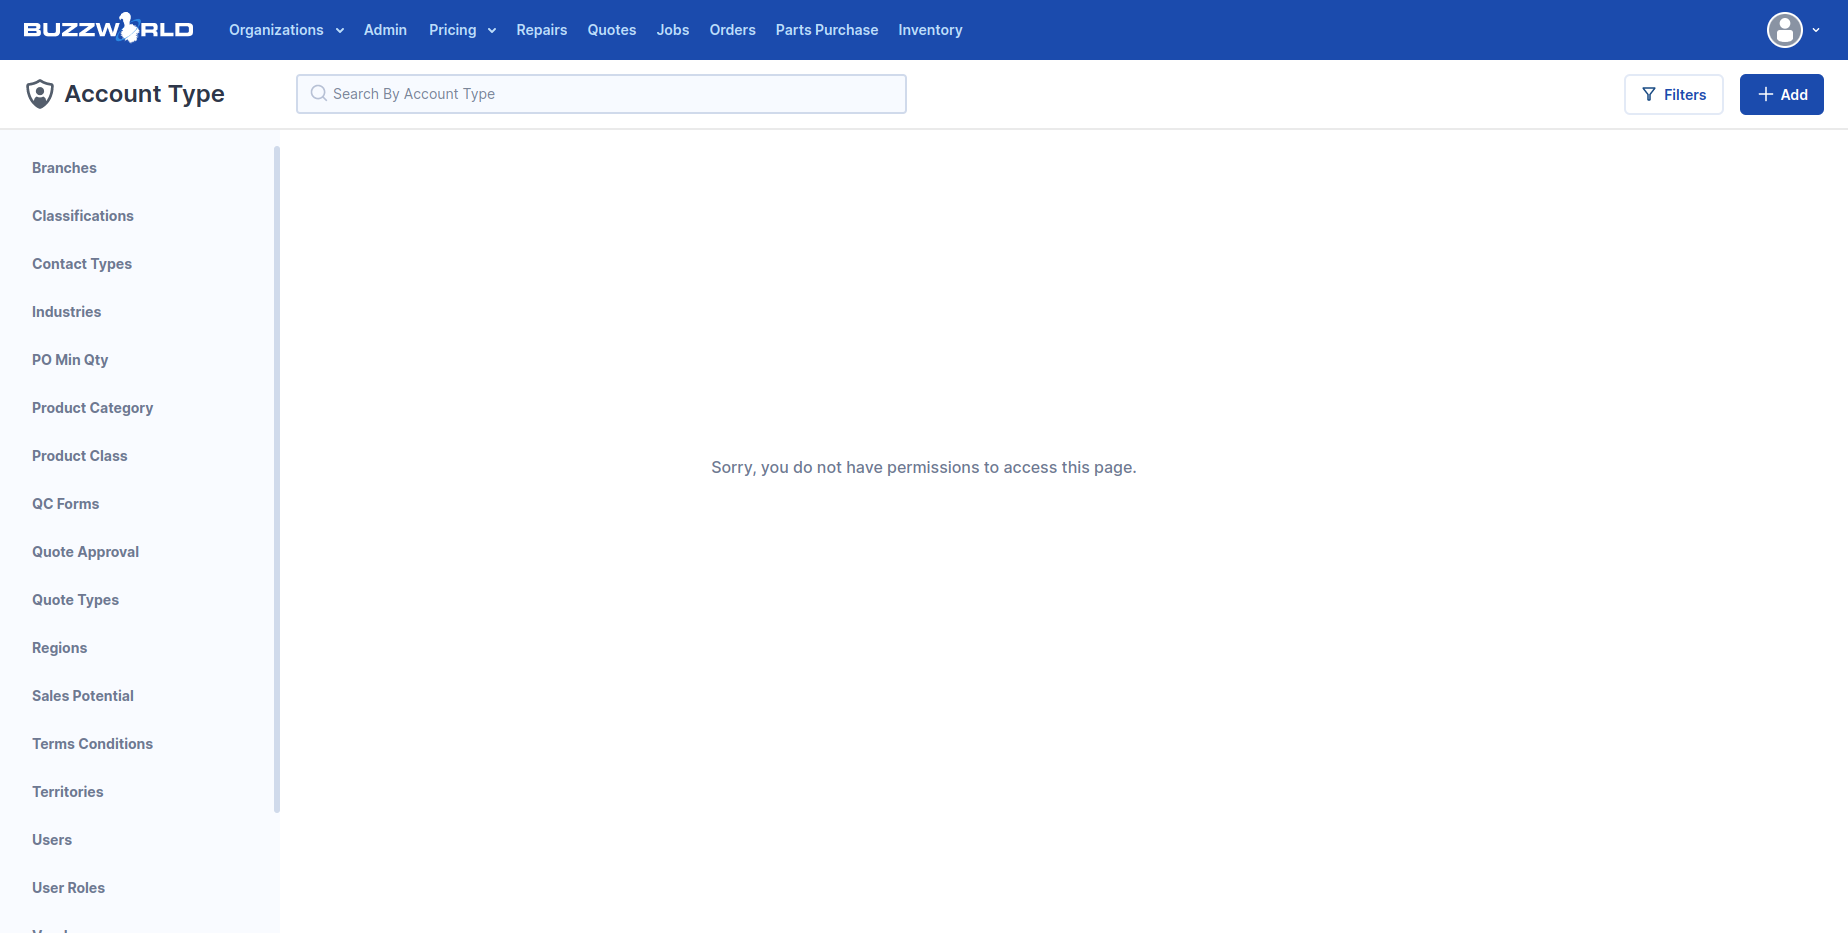 BUZZWORLD
Organizations Admin Pricing Repairs Quotes Jobs Orders Parts Purchase Inventory
Account Type
Search By Account Type
Filters
Add
Branches
Classifications
Contact Types
Industries
PO Min Qty
Product Category
Product Class
QC Forms
Quote Approval
Quote Types
Regions
Sales Potential
Terms Conditions
Territories
Users
User Roles
Sorry, you do not have permissions to access this page.